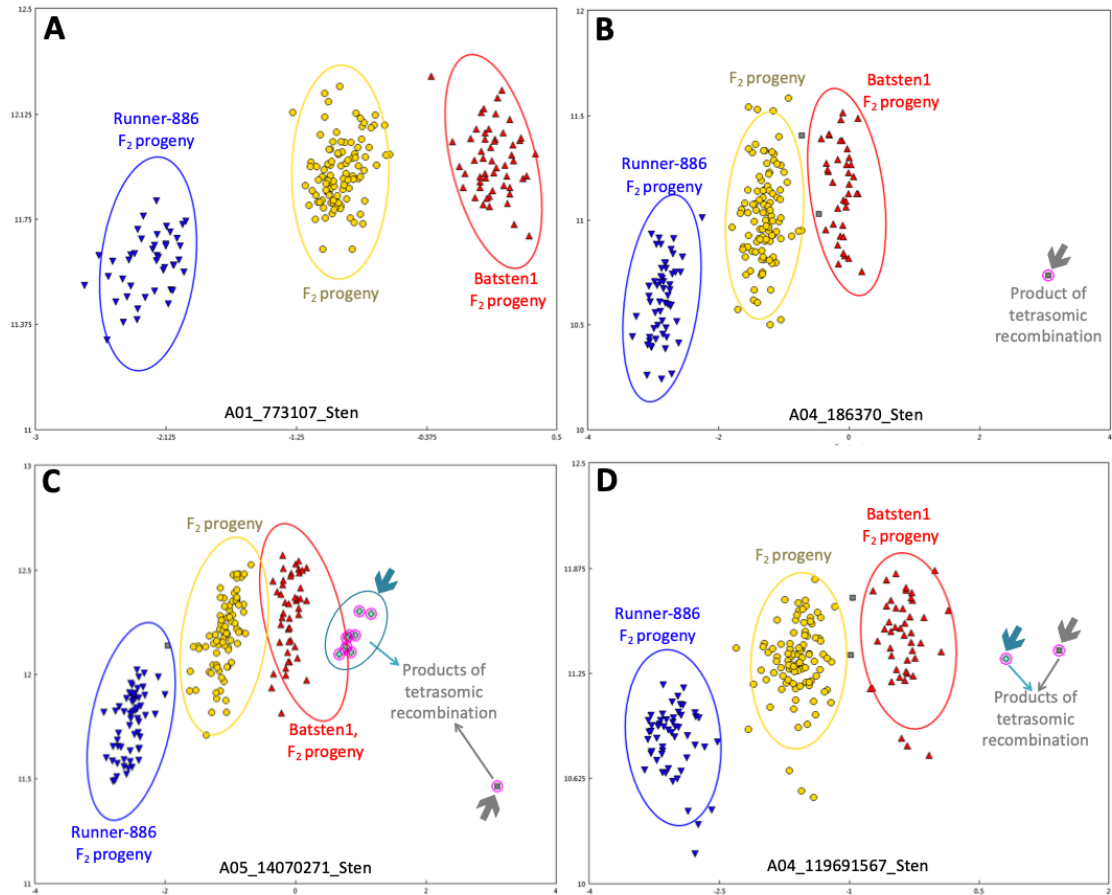 A
12.5
12.125
11.75
11.375
11
-3
-2.125
-1.25
-0.375
0.5
Runner-886
F2 progeny
F2 progeny
Batsten1
F2 progeny
A01_773107_Sten
B
12
11.5
11
10.5
10
-4
-2
0
2
4
F2 progeny
Batsten1
F2 progeny
Runner-886
F2 progeny
Product of
tetrasomic
recombination
A04_186370_Sten
C
13
12.5
12
11.5
11
-4
-2
0
2
4
F2 progeny
Products of
tetrasomic
recombination
Batsten1,
F2 progeny
Runner-886
F2 progeny
A05_14070271_Sten
D
12.5
11.875
11.25
10.625
10
-4
-2.5
-1
0.5
2
Batsten1
F2 progeny
F2 progeny
Runner-886
F2 progeny
Products of
tetrasomic
recombination
A04_119691567_Sten